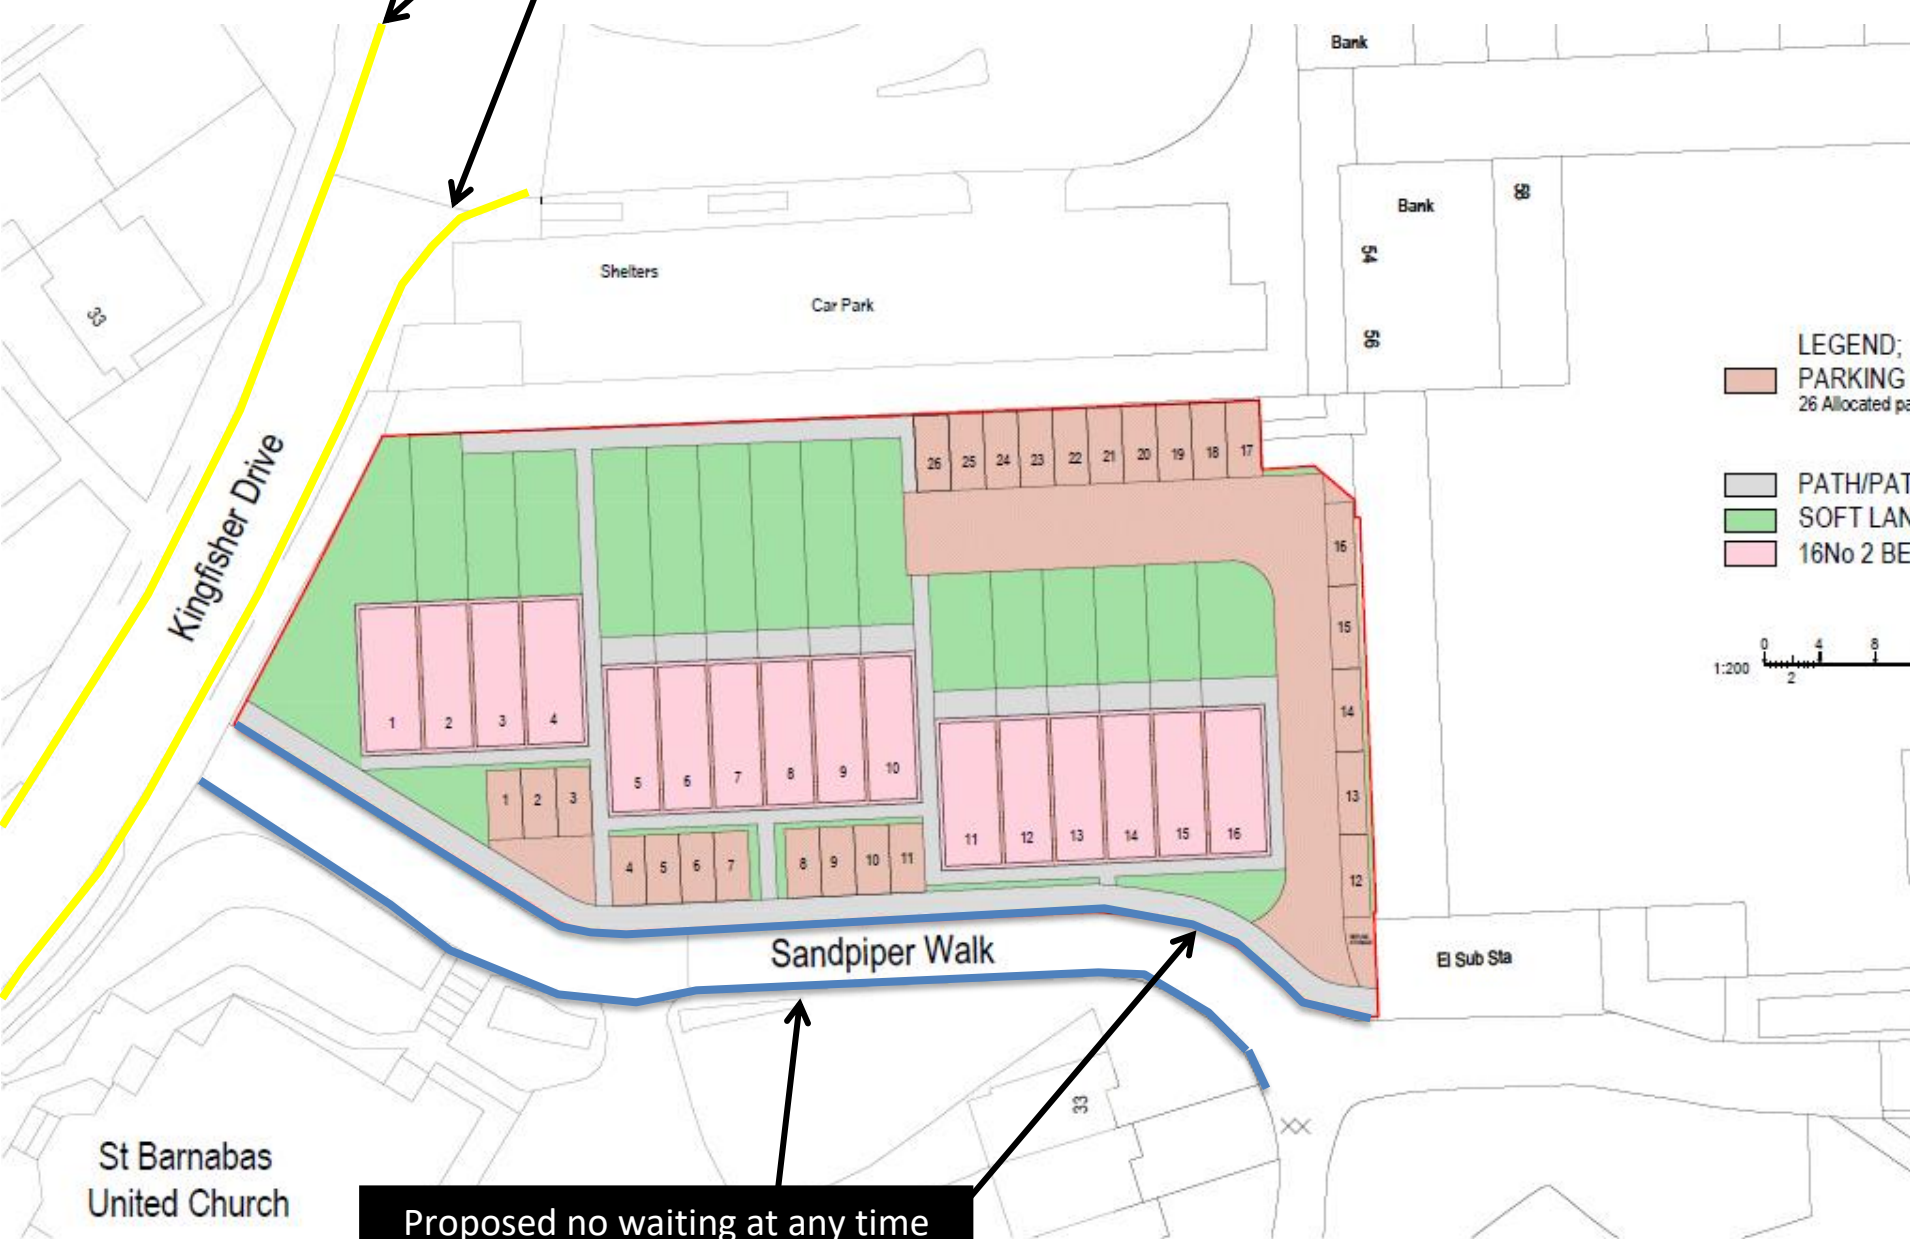 Bank
Bank
58
54
56
33
Shelters
Car Park
LEGEND;
PARKING
26 Allocated pa
PATH/PAT
SOFT LAN
16No 2 BE
0 4 8
1:200
2
Kingfisher Drive
26 25 24 23 22 21 20 19 18 17
16
15
14
13
12
1 2 3 4
5 6 7 8 9 10
11 12 13 14 15 16
1 2 3
4 5 6 7
8 9 10 11
Sandpiper Walk
El Sub Sta
33
St Barnabas
United Church
Proposed no waiting at any time